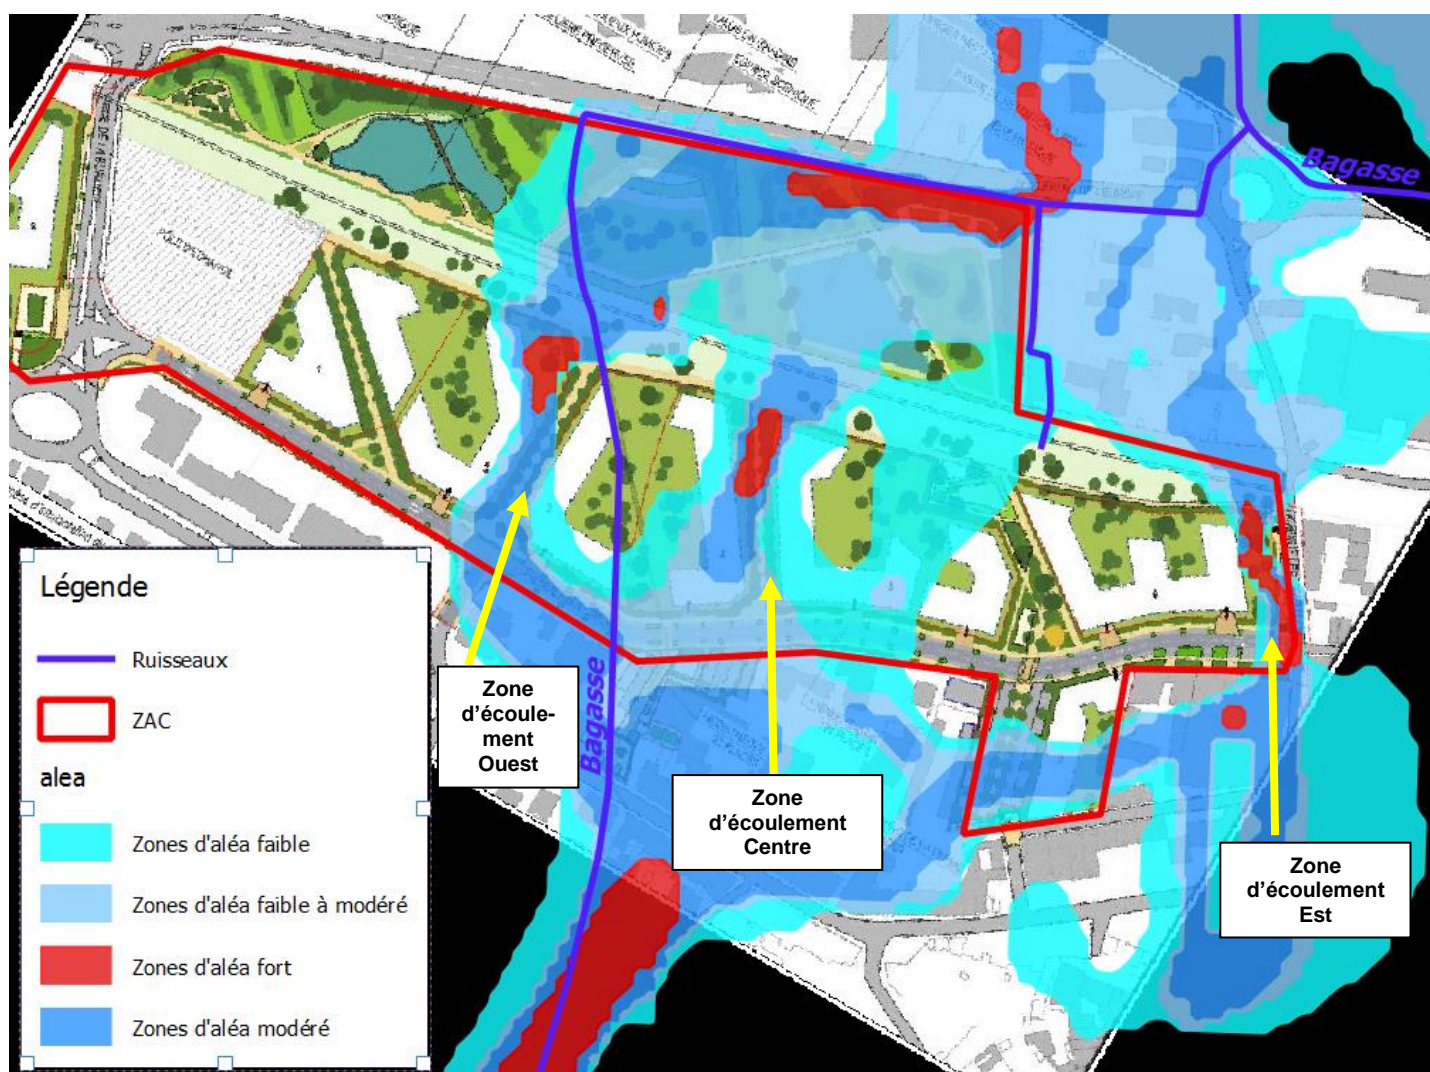 Bagasse
Légende
Ruisseaux
ZAC
alea
Zones d'aléa faible
Zones d'aléa faible à modéré
Zones d'aléa fort
Zones d'aléa modéré
Zone
d'écoule-
ment
Ouest
Bagasse
Zone
d'écoulement
Centre
Zone
d'écoulement
Est